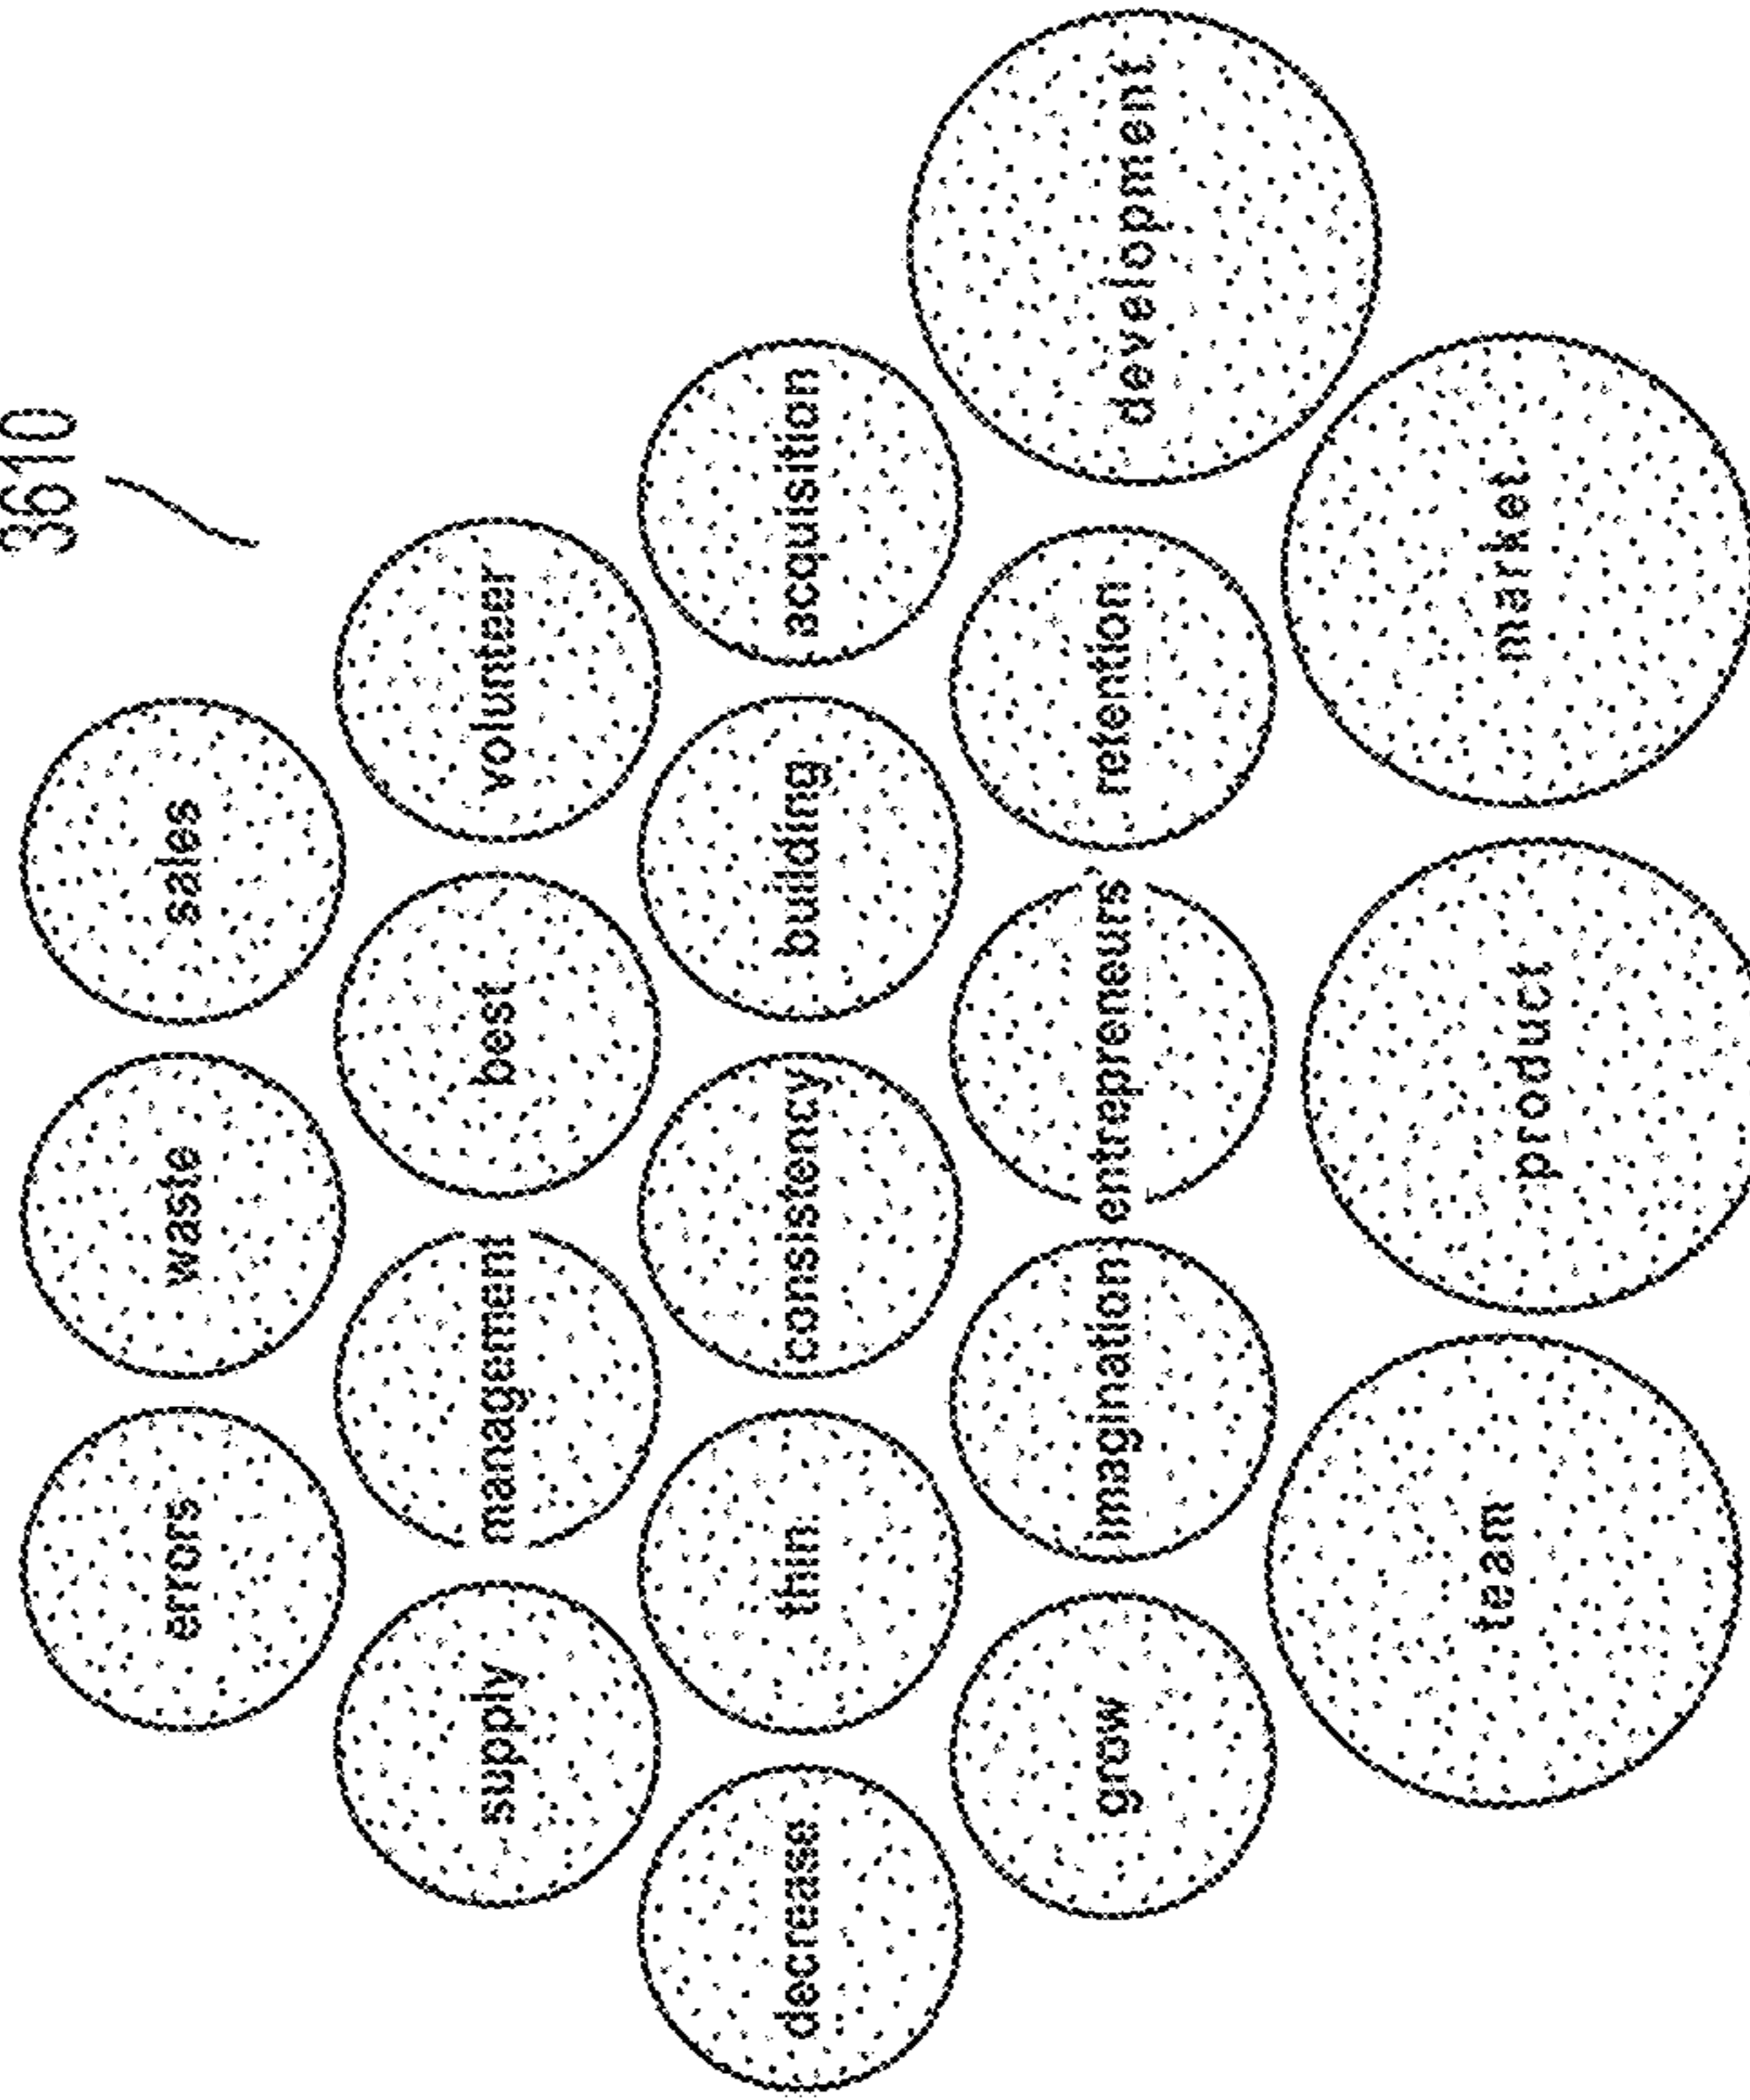 3610
errors waste sales
supply management best volunteer
decrease thin consistency building acquisition
grow imagination entrepreneurs' retention development
team product market